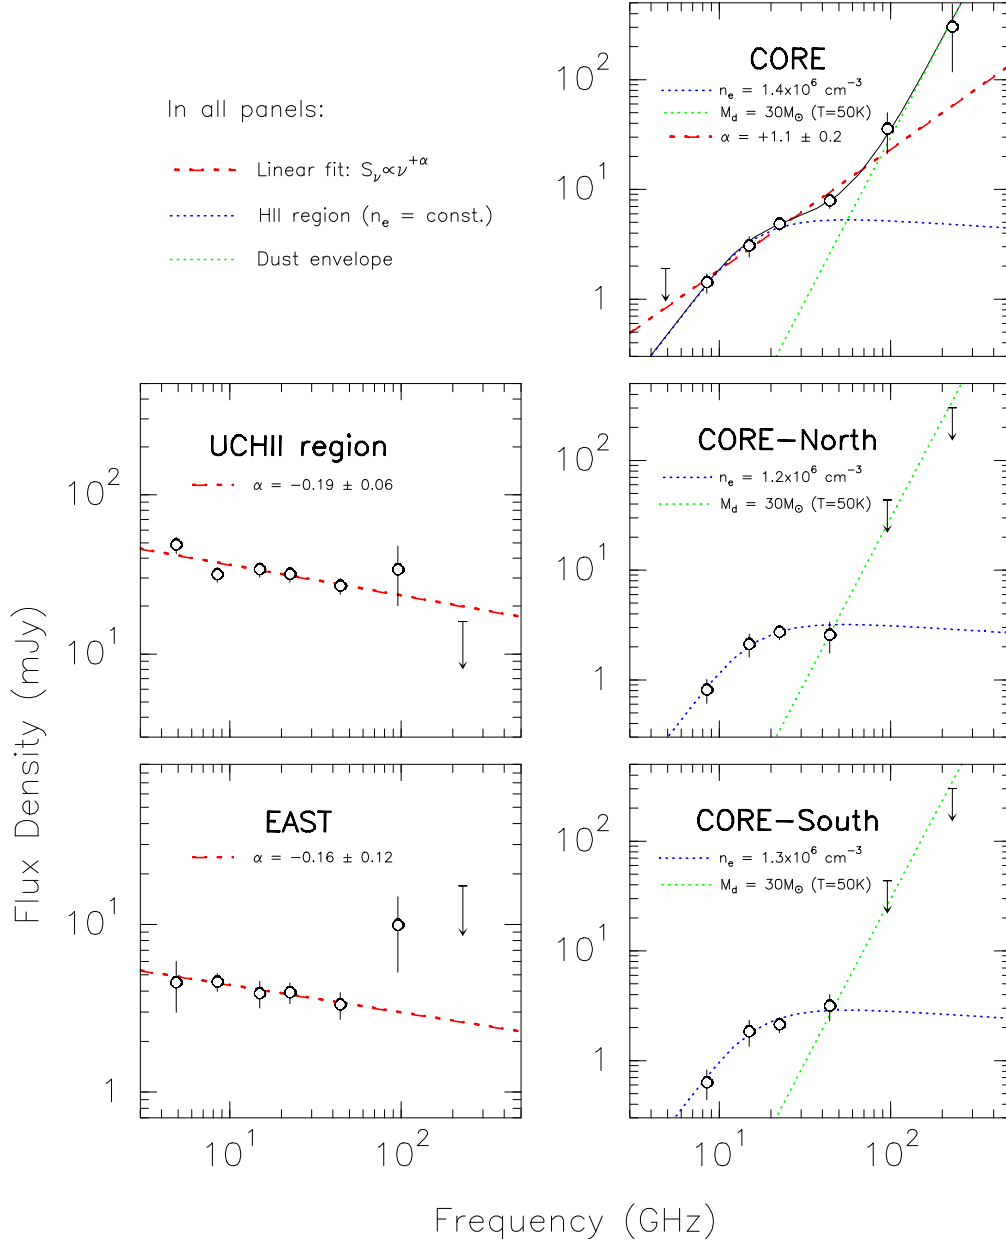 In all panels:
Linear fit: S_ν∝ν^+α
HII region (n_e = const.)
Dust envelope
CORE
n_e = 1.4x10^6 cm^−3
M_d = 30M_⊙ (T=50K)
α = +1.1 ± 0.2
10^2
10^1
1
UCHII region
α = −0.19 ± 0.06
10^2
10^1
CORE−North
n_e = 1.2x10^6 cm^−3
M_d = 30M_⊙ (T=50K)
10^2
10^1
1
EAST
α = −0.16 ± 0.12
10^1
1
10^1 10^2
CORE−South
n_e = 1.3x10^6 cm^−3
M_d = 30M_⊙ (T=50K)
10^2
10^1
1
10^1 10^2
Flux Density (mJy)
Frequency (GHz)